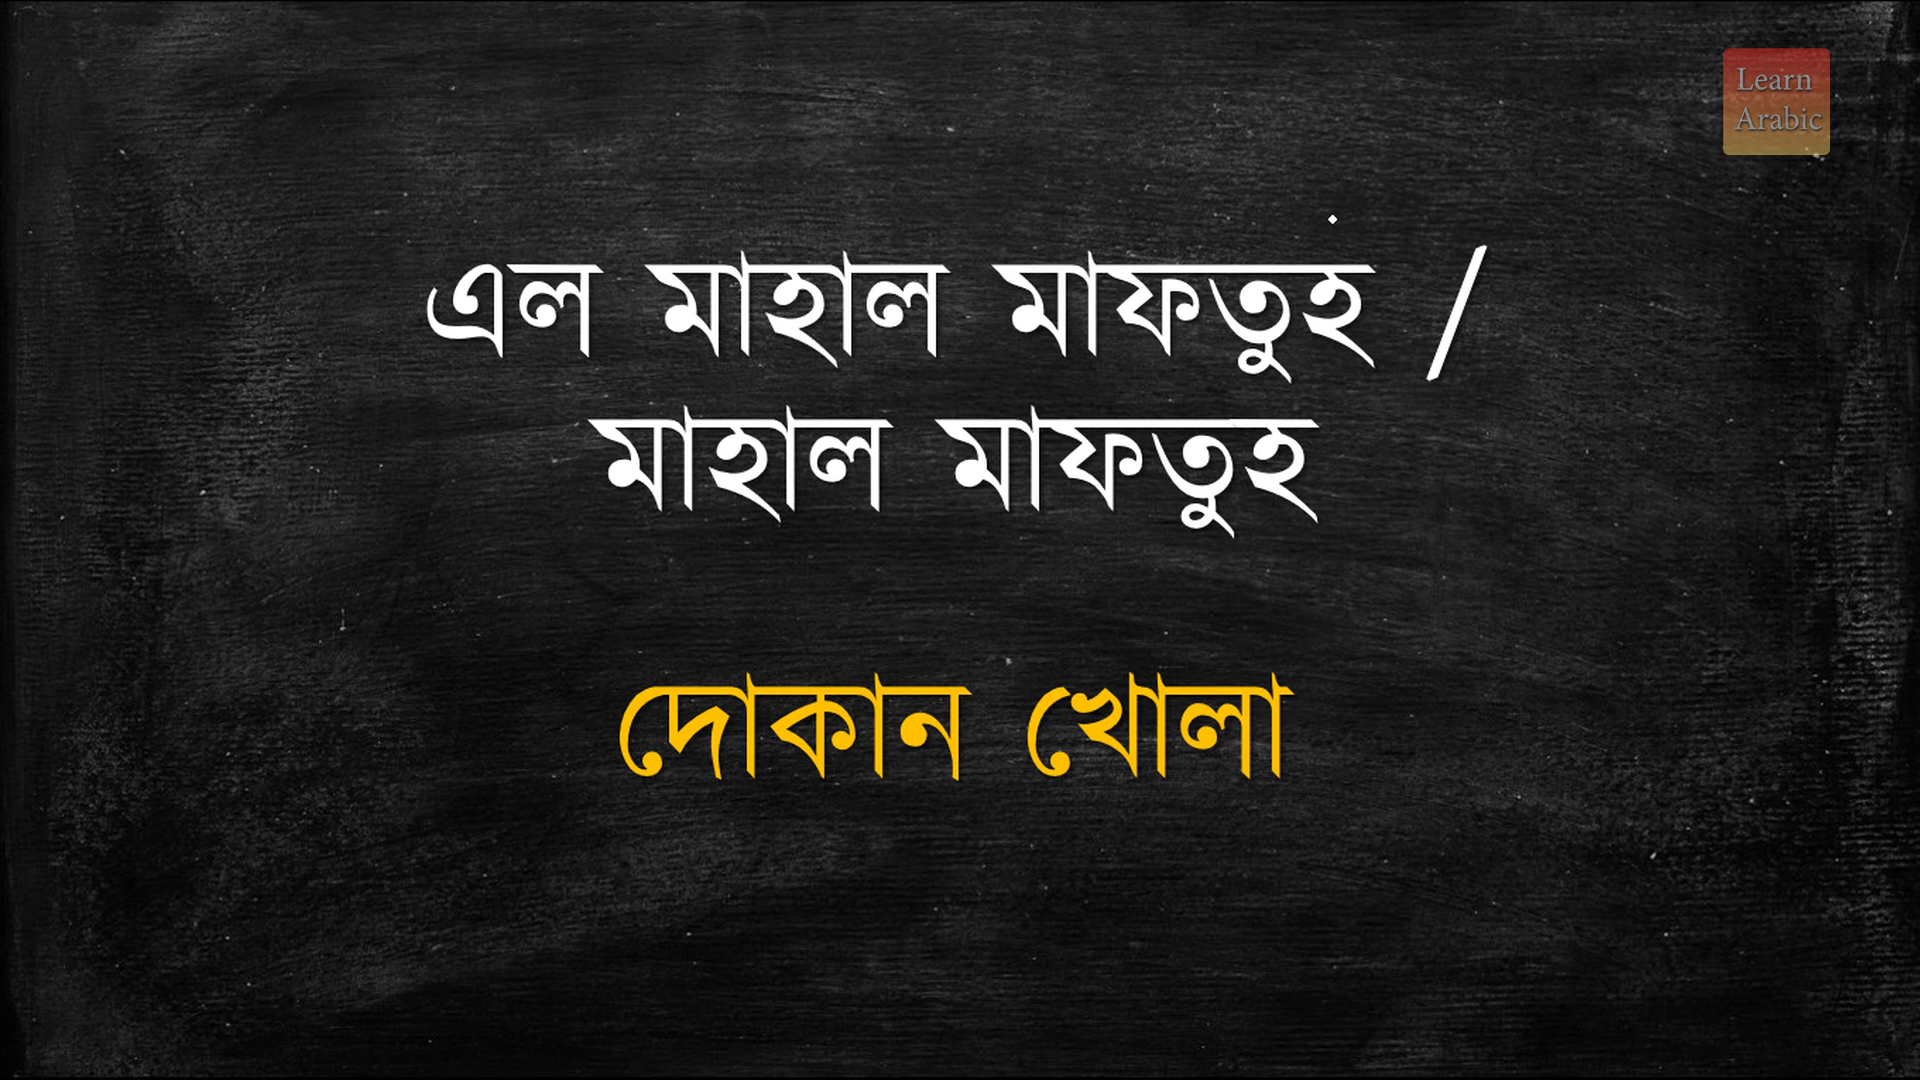 Learn
Arabic
এল মাহাল মাফতুহ /
মাহাল মাফতুহ
দোকান খোলা